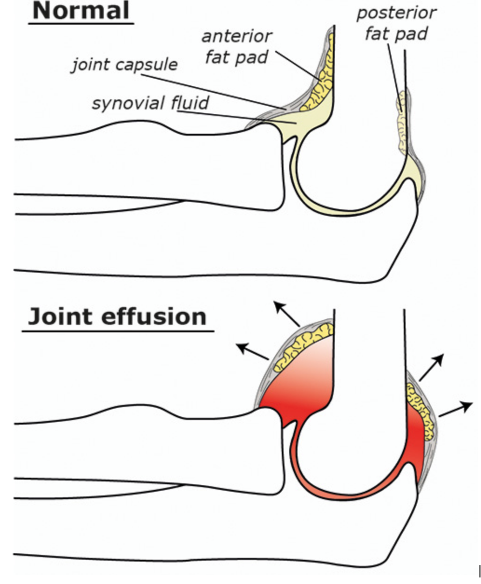 Normal
posterior
fat pad
anterior
fat pad
joint capsule
synovial fluid
Joint effusion